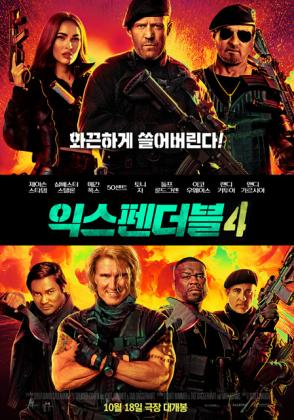 화끈하게 쓸어버린다!
제이슨 스타뎀 실베스터 스탤론 메간 폭스 50센트 토니 자 돌프 룬드그렌 이코 우웨이스 랜디 커투어 앤디 가르시아
익스펜더블4
10월 18일 극장 대개봉